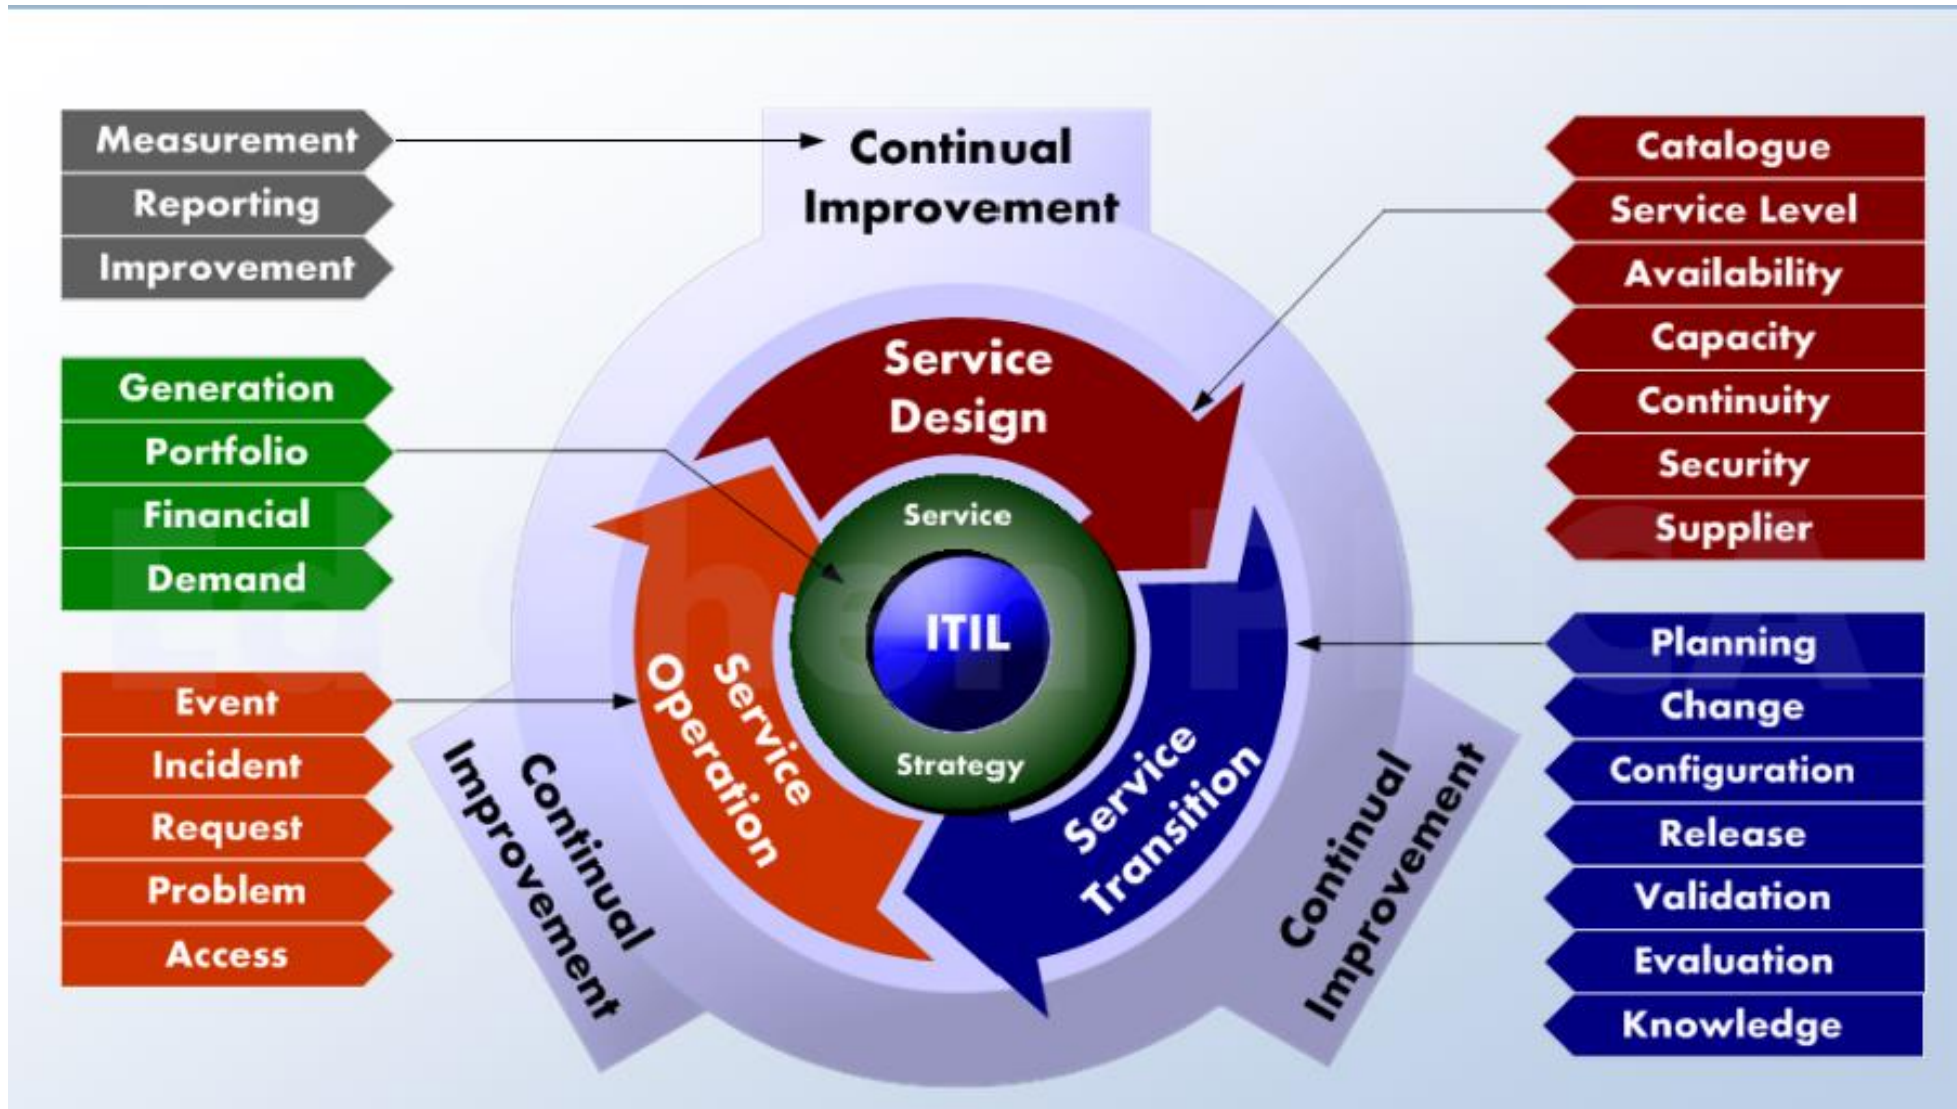 Measurement
Reporting
Improvement
Generation
Portfolio
Financial
Demand
Event
Incident
Request
Problem
Access
Continual
Improvement
Service
Design
Service
ITIL
Strategy
Service
Operation
Service
Transition
Continual
Improvement
Continual
Improvement
Catalogue
Service Level
Availability
Capacity
Continuity
Security
Supplier
Planning
Change
Configuration
Release
Validation
Evaluation
Knowledge